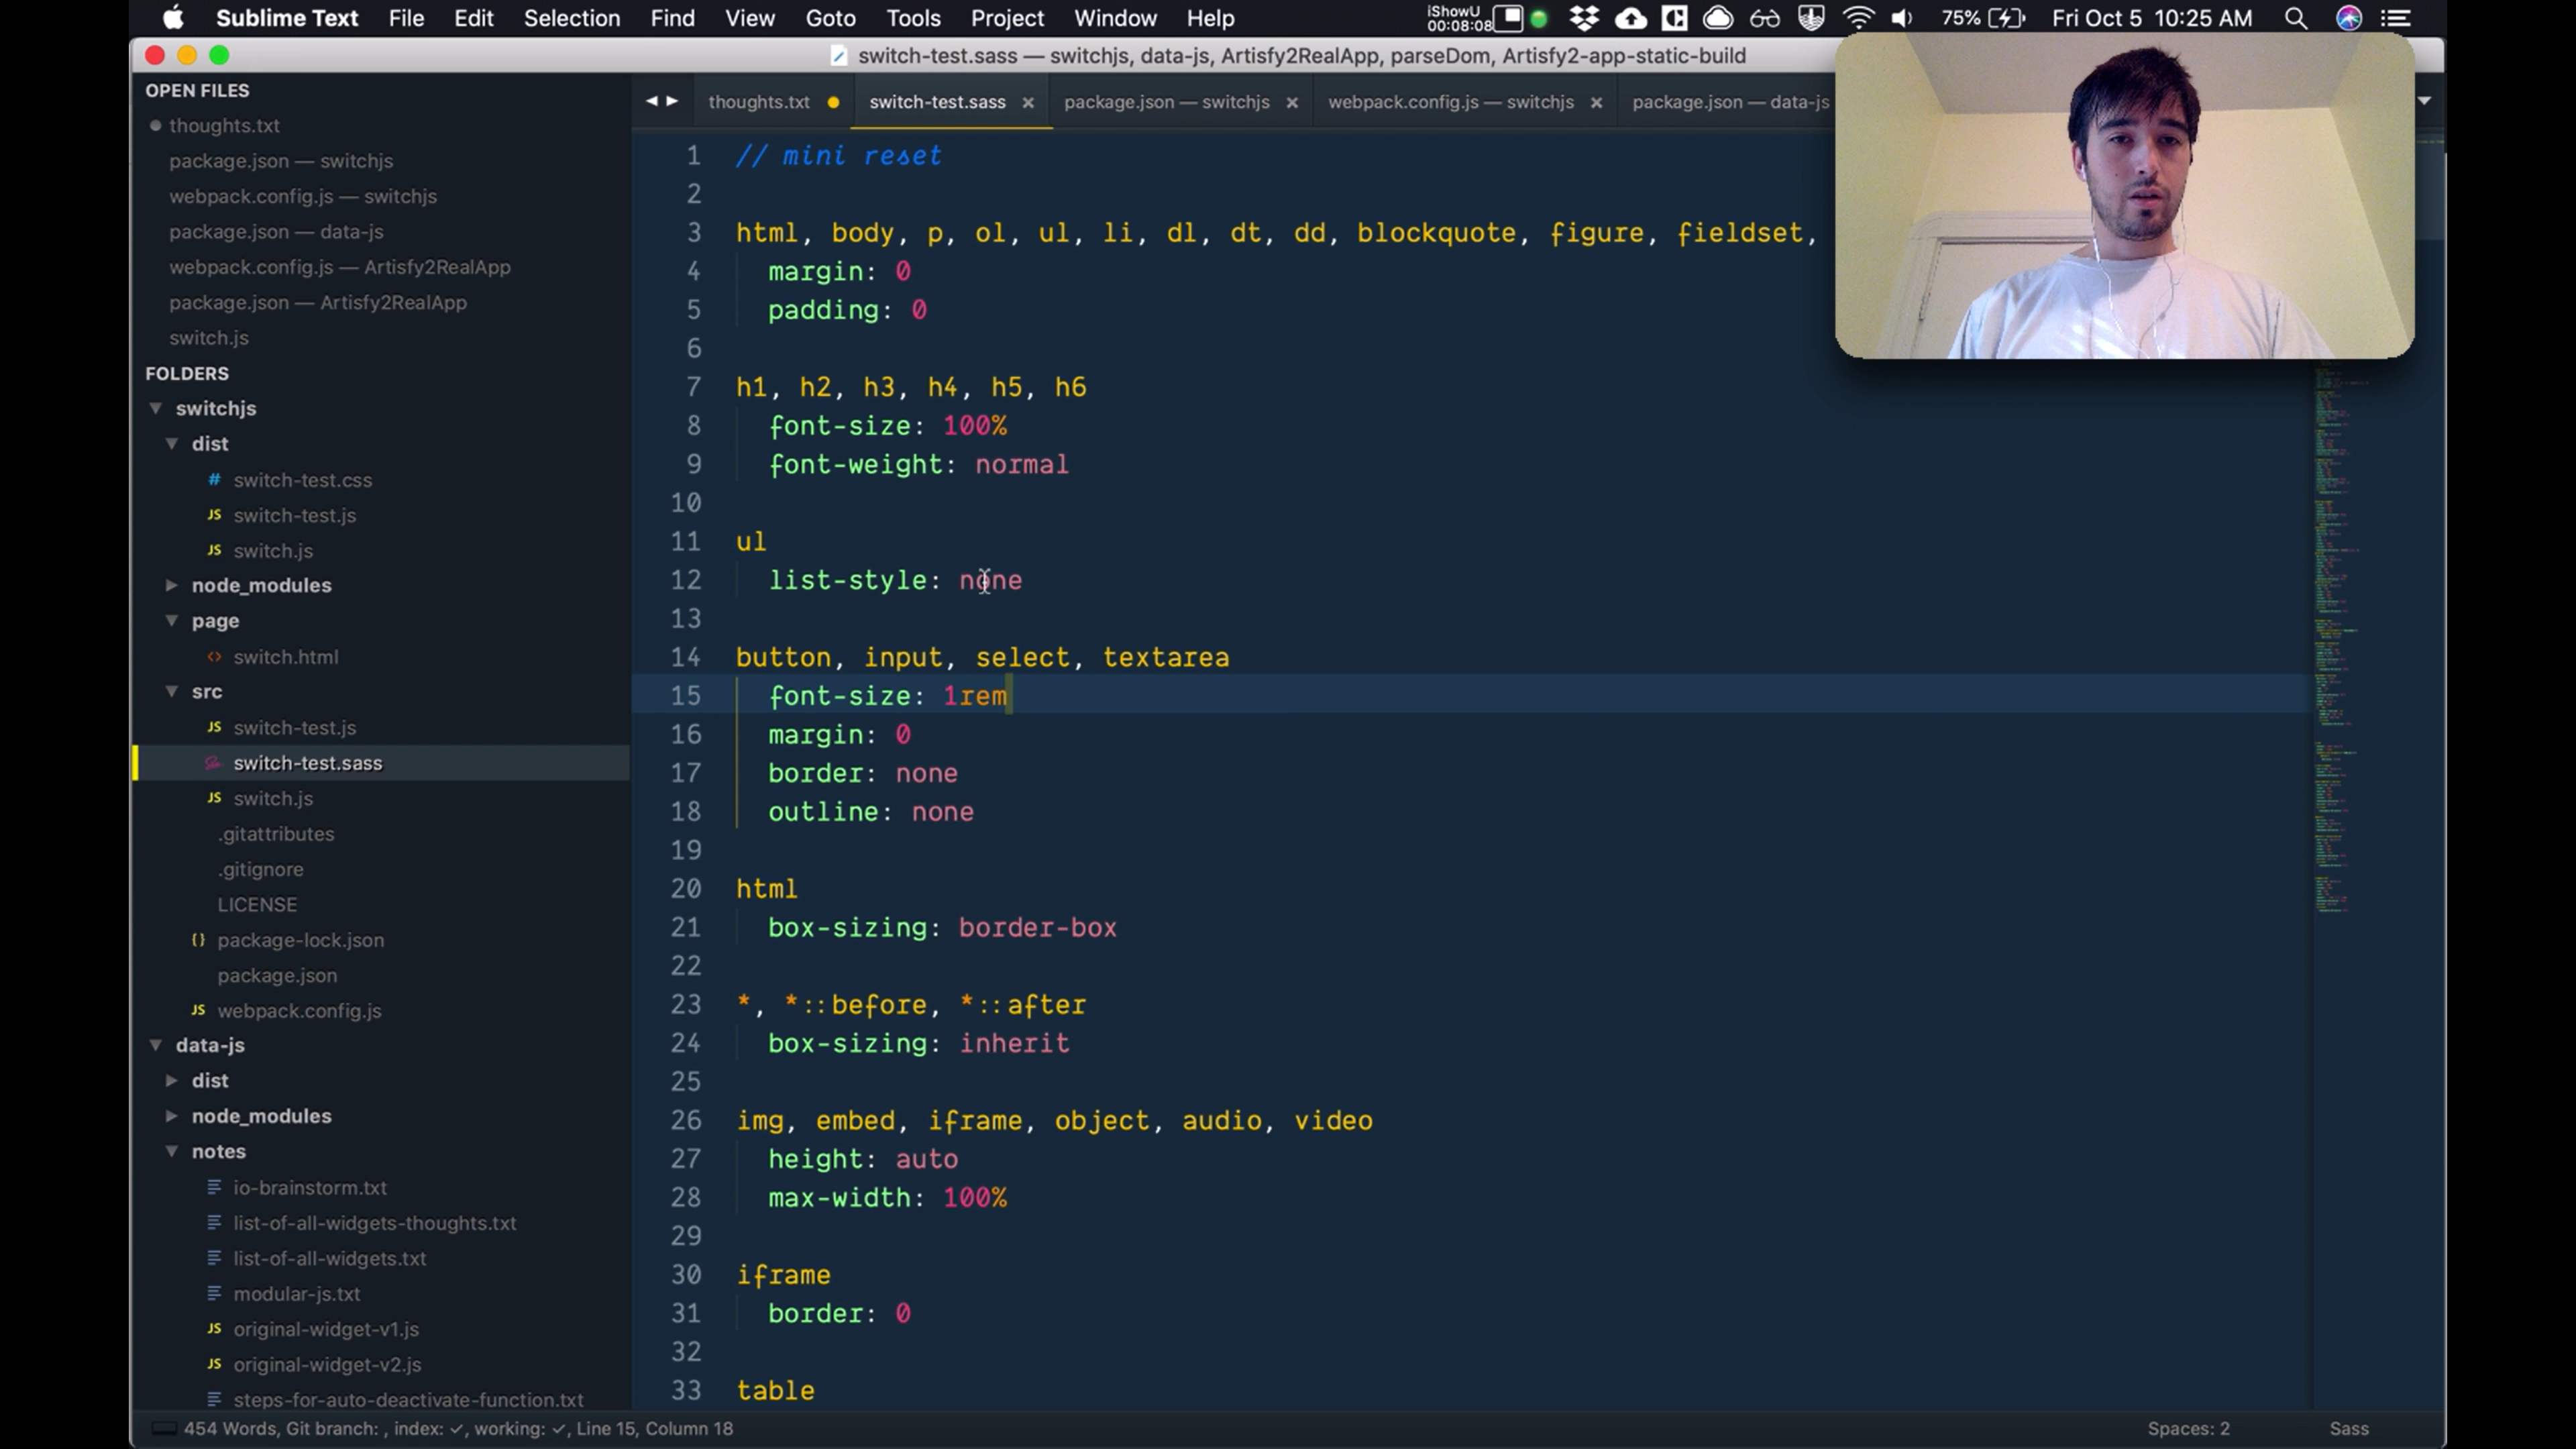 Sublime Text File Edit Selection Find View Goto Tools Project Window Help iShowU 00:08:08 75% Fri Oct 5 10:25 AM
switch-test.sass — switchjs, data-js, Artisfy2RealApp, parseDom, Artisfy2-app-static-build
OPEN FILES
thoughts.txt
package.json — switchjs
webpack.config.js — switchjs
package.json — data-js
webpack.config.js — Artisfy2RealApp
package.json — Artisfy2RealApp
switch.js
FOLDERS
switchjs
dist
switch-test.css
switch-test.js
switch.js
node_modules
page
switch.html
src
switch-test.js
switch-test.sass
switch.js
.gitattributes
.gitignore
LICENSE
package-lock.json
package.json
webpack.config.js
data-js
dist
node_modules
notes
io-brainstorm.txt
list-of-all-widgets-thoughts.txt
list-of-all-widgets.txt
modular-js.txt
original-widget-v1.js
original-widget-v2.js
steps-for-auto-deactivate-function.txt
thoughts.txt switch-test.sass package.json — switchjs webpack.config.js — switchjs package.json — data-js
1 // mini reset
2
3 html, body, p, ol, ul, li, dl, dt, dd, blockquote, figure, fieldset,
4 margin: 0
5 padding: 0
6
7 h1, h2, h3, h4, h5, h6
8 font-size: 100%
9 font-weight: normal
10
11 ul
12 list-style: none
13
14 button, input, select, textarea
15 font-size: 1rem
16 margin: 0
17 border: none
18 outline: none
19
20 html
21 box-sizing: border-box
22
23 *, *::before, *::after
24 box-sizing: inherit
25
26 img, embed, iframe, object, audio, video
27 height: auto
28 max-width: 100%
29
30 iframe
31 border: 0
32
33 table
454 Words, Git branch: , index: ✓, working: ✓, Line 15, Column 18 Spaces: 2 Sass